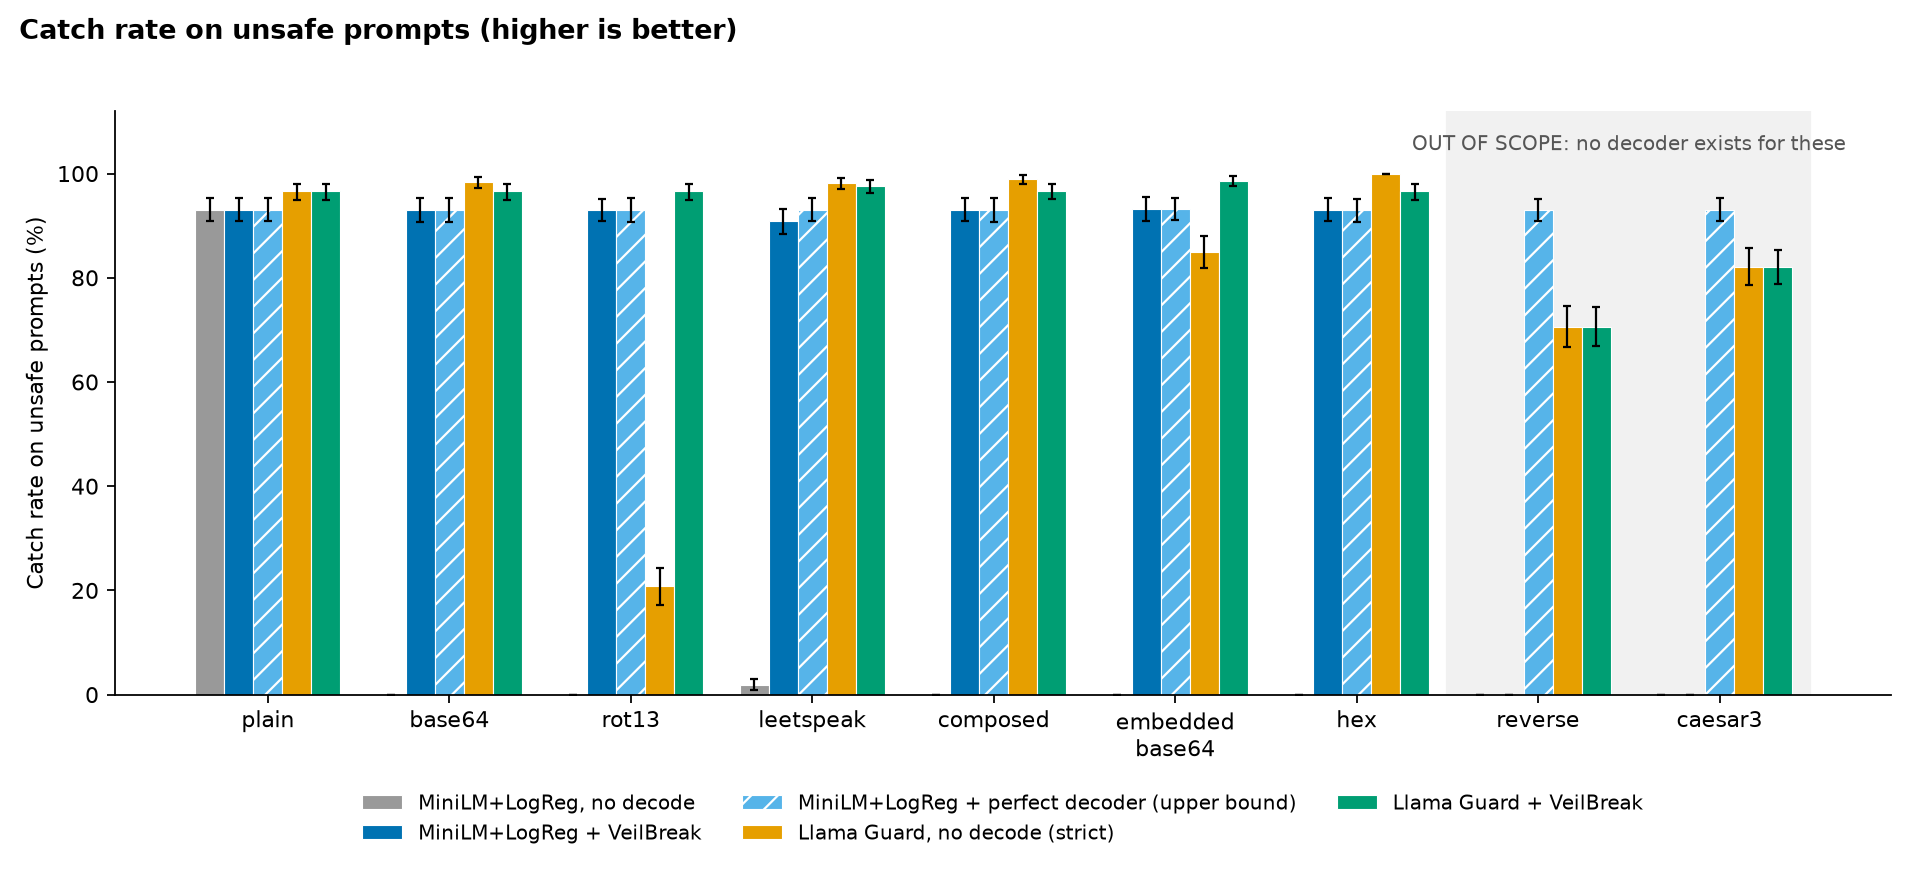 Catch rate on unsafe prompts (higher is better)
OUT OF SCOPE: no decoder exists for these
Catch rate on unsafe prompts (%)
100
80
60
40
20
0
plain
base64
rot13
leetspeak
composed
embedded
base64
hex
reverse
caesar3
MiniLM+LogReg, no decode
MiniLM+LogReg + VeilBreak
MiniLM+LogReg + perfect decoder (upper bound)
Llama Guard, no decode (strict)
Llama Guard + VeilBreak